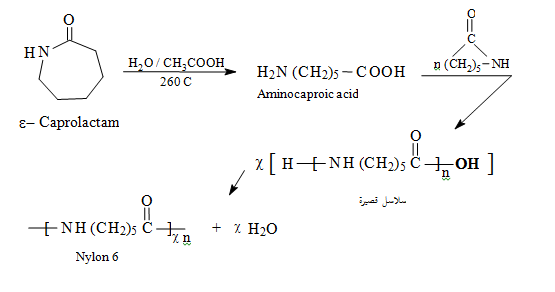 O
HN
H₂O / CH₃COOH
260 C
H2N (CH2)5 – COOH
O
C
n (CH2)5 – NH
ε– Caprolactam
Aminocaproic acid
O
χ [ H –[– NH (CH2)5 C –]–n OH ]
سلاسل قصيرة
O
–[– NH (CH2)5 C –]–χ n + χ H2O
Nylon 6